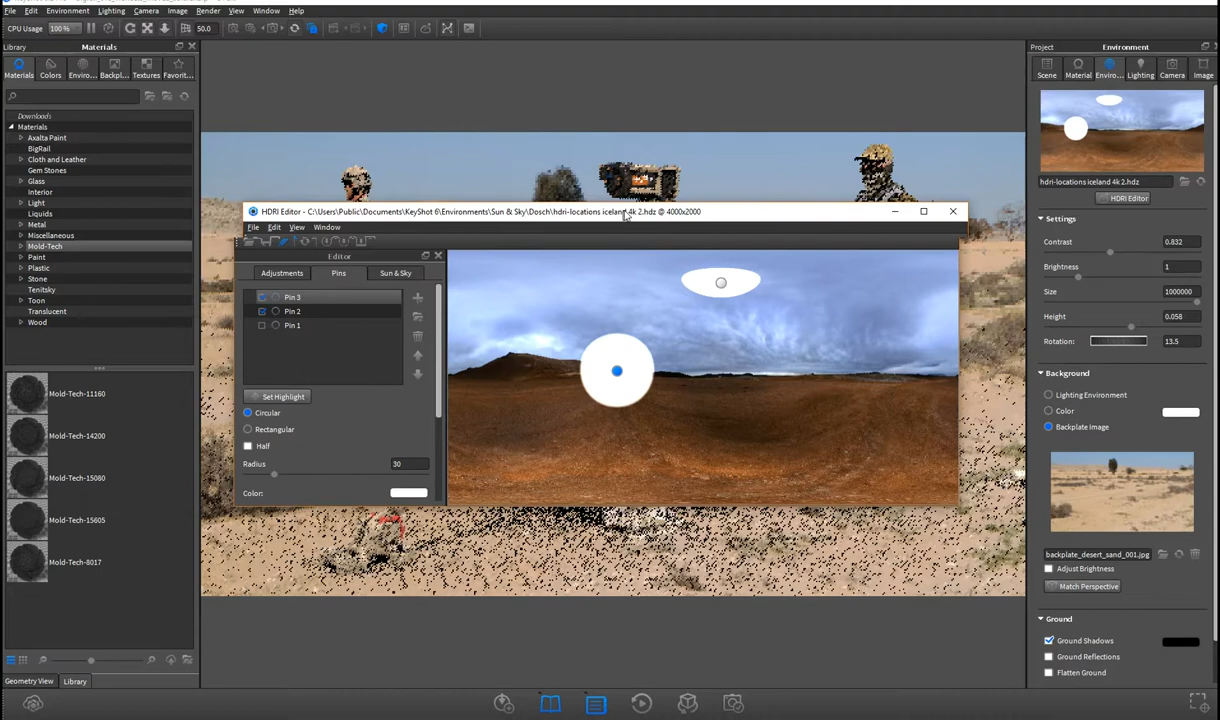 File Edit Environment Lighting Camera Image Render View Window Help
CPU Usage 100% 50.0
Library Materials
Materials Colors Enviro... Backpl... Textures Favorit...
Downloads
Materials
Axalta Paint
BigRail
Cloth and Leather
Gem Stones
Glass
Interior
Light
Liquids
Metal
Miscellaneous
Mold-Tech
Paint
Plastic
Stone
Tenitsky
Toon
Translucent
Wood
Mold-Tech-11160
Mold-Tech-14200
Mold-Tech-15080
Mold-Tech-15605
Mold-Tech-8017
Geometry View Library
HDRI Editor - C:\Users\Public\Documents\KeyShot 6\Environments\Sun & Sky\Dosch\hdri-locations iceland 4k 2.hdz @ 4000x2000
File Edit View Window
Editor
Adjustments Pins Sun & Sky
Pin 3
Pin 2
Pin 1
Set Highlight
Circular
Rectangular
Half
Radius 30
Color:
Project Environment
Scene Material Enviro... Lighting Camera Image
hdri-locations iceland 4k 2.hdz
HDRI Editor
Settings
Contrast 0.832
Brightness 1
Size 1000000
Height 0.058
Rotation: 13.5
Background
Lighting Environment
Color
Backplate Image
backplate_desert_sand_001.jpg
Adjust Brightness
Match Perspective
Ground
Ground Shadows
Ground Reflections
Flatten Ground